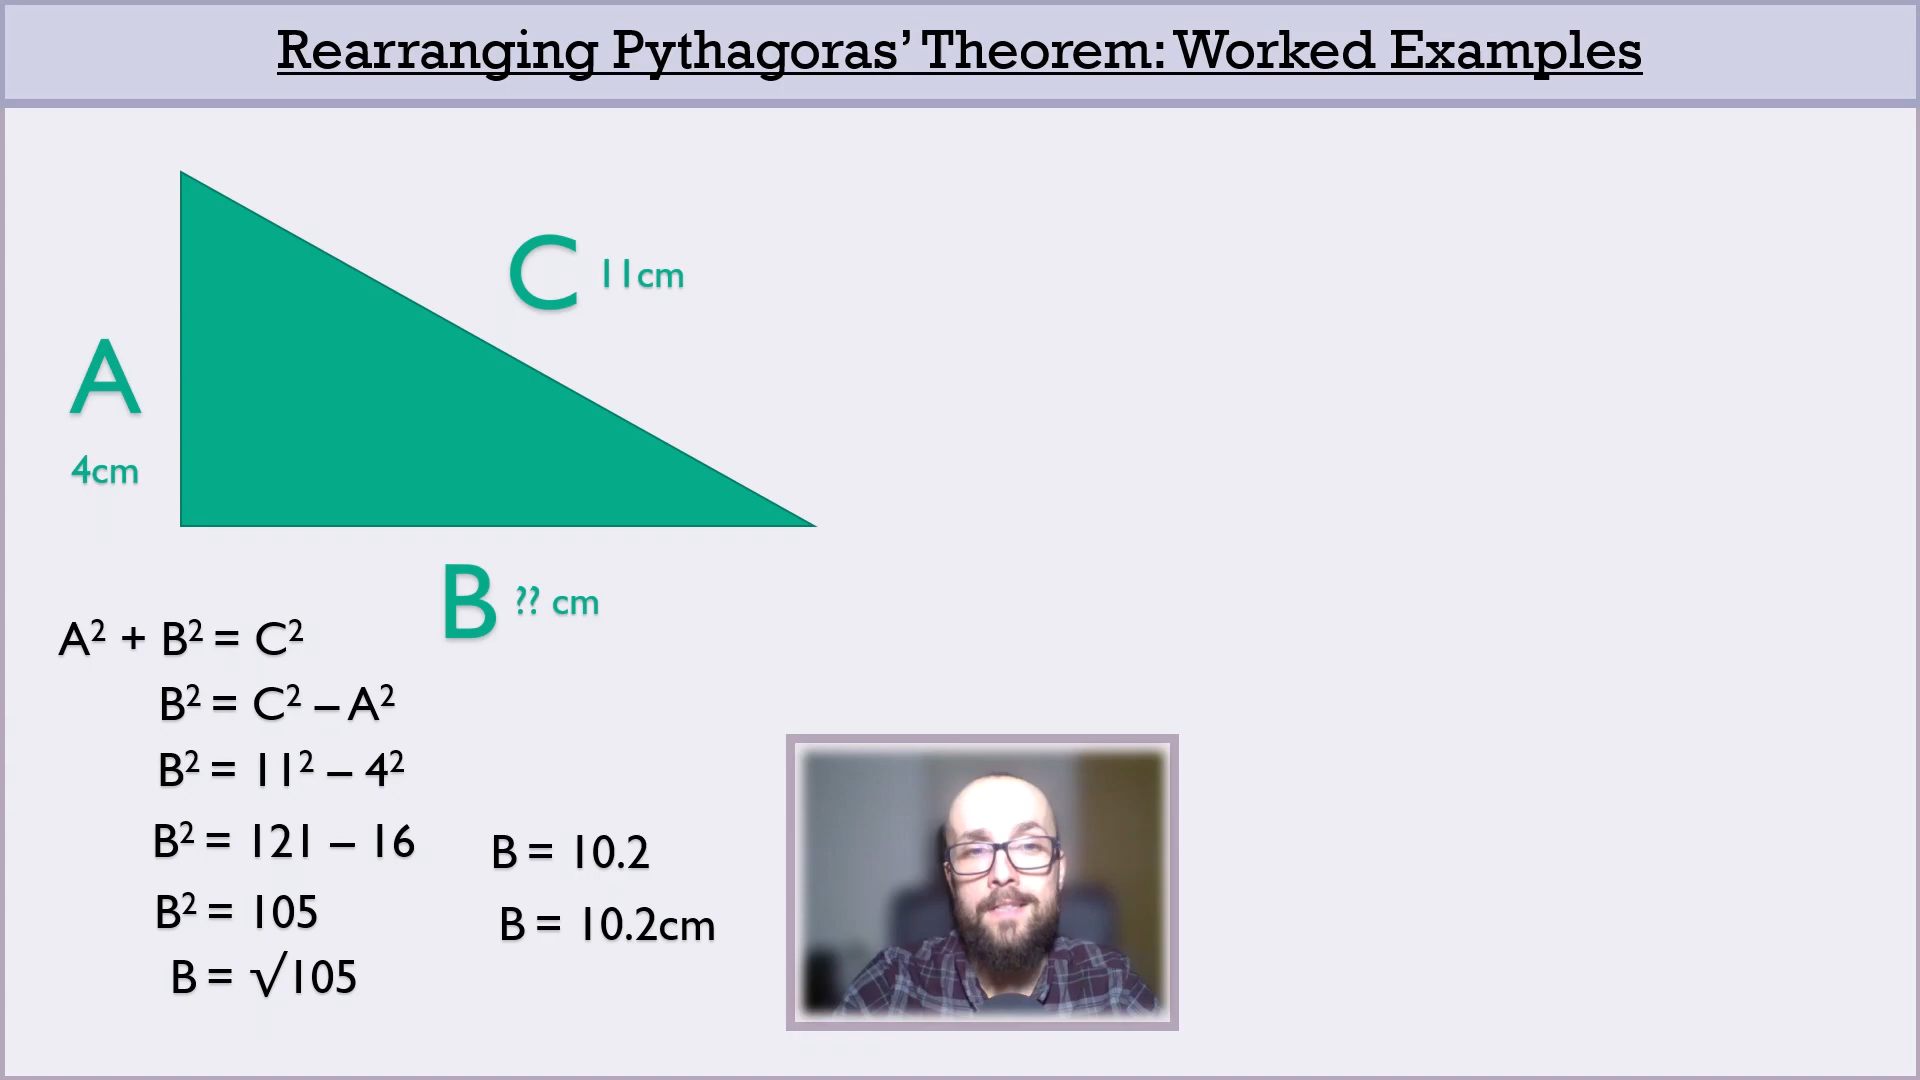 Rearranging Pythagoras’ Theorem: Worked Examples
C 11cm
A
4cm
B ?? cm
A² + B² = C²
B² = C² – A²
B² = 11² – 4²
B² = 121 – 16
B² = 105
B = √105
B = 10.2
B = 10.2cm